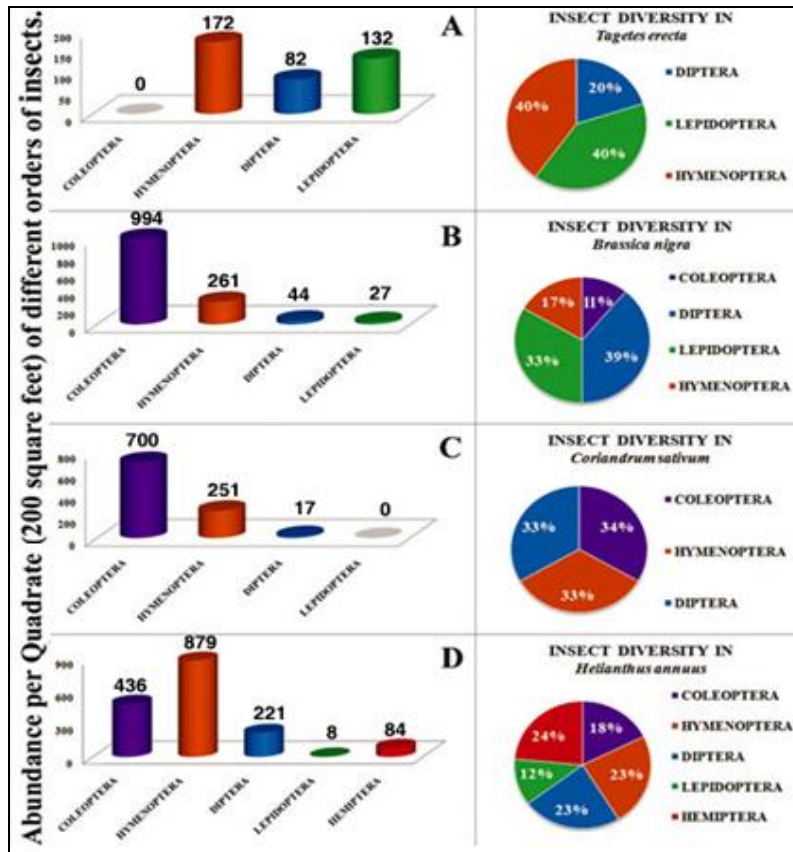 Abundance per Quadrate (200 square feet) of different orders of insects.
A
200
150
100
50
0
0
172
82
132
COLEOPTERA
HYMENOPTERA
DIPTERA
LEPIDOPTERA
INSECT DIVERSITY IN
Tagetes erecta
20%
40%
40%
DIPTERA
LEPIDOPTERA
HYMENOPTERA
B
1000
800
600
400
200
0
994
261
44
27
COLEOPTERA
HYMENOPTERA
DIPTERA
LEPIDOPTERA
INSECT DIVERSITY IN
Brassica nigra
17%
11%
33%
39%
COLEOPTERA
DIPTERA
LEPIDOPTERA
HYMENOPTERA
C
800
600
400
200
0
700
251
17
0
COLEOPTERA
HYMENOPTERA
DIPTERA
LEPIDOPTERA
INSECT DIVERSITY IN
Coriandrum sativum
33%
34%
33%
COLEOPTERA
HYMENOPTERA
DIPTERA
D
900
600
300
0
436
879
221
8
84
COLEOPTERA
HYMENOPTERA
DIPTERA
LEPIDOPTERA
HEMIPTERA
INSECT DIVERSITY IN
Helianthus annuus
24%
18%
12%
23%
23%
COLEOPTERA
HYMENOPTERA
DIPTERA
LEPIDOPTERA
HEMIPTERA